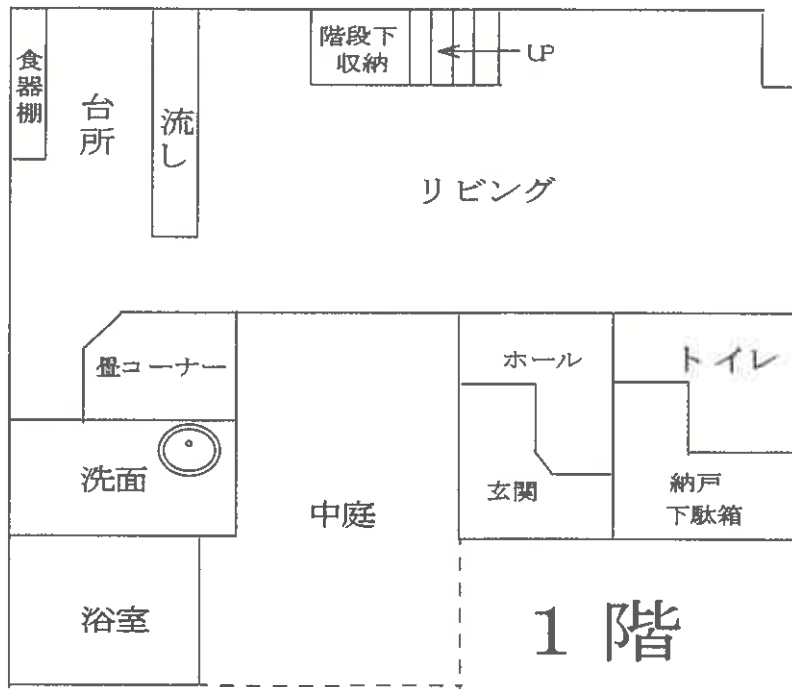 食器棚
台所
流し
階段下
収納
UP
リビング
畳コーナー
ホール
トイレ
洗面
玄関
納戸
下駄箱
中庭
浴室
1階